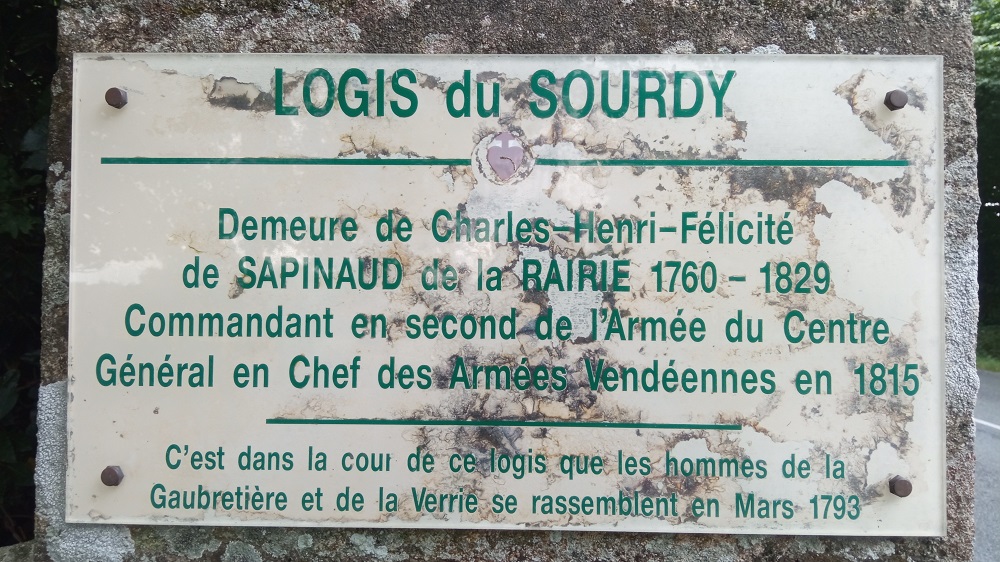 LOGIS du SOURDY
Demeure de Charles-Henri-Félicité
de SAPINAUD de la RAIRIE 1760 - 1829
Commandant en second de l'Armée du Centre
Général en Chef des Armées Vendéennes en 1815
C'est dans la cour de ce logis que les hommes de la
Gaubretière et de la Verrie se rassemblent en Mars 1793